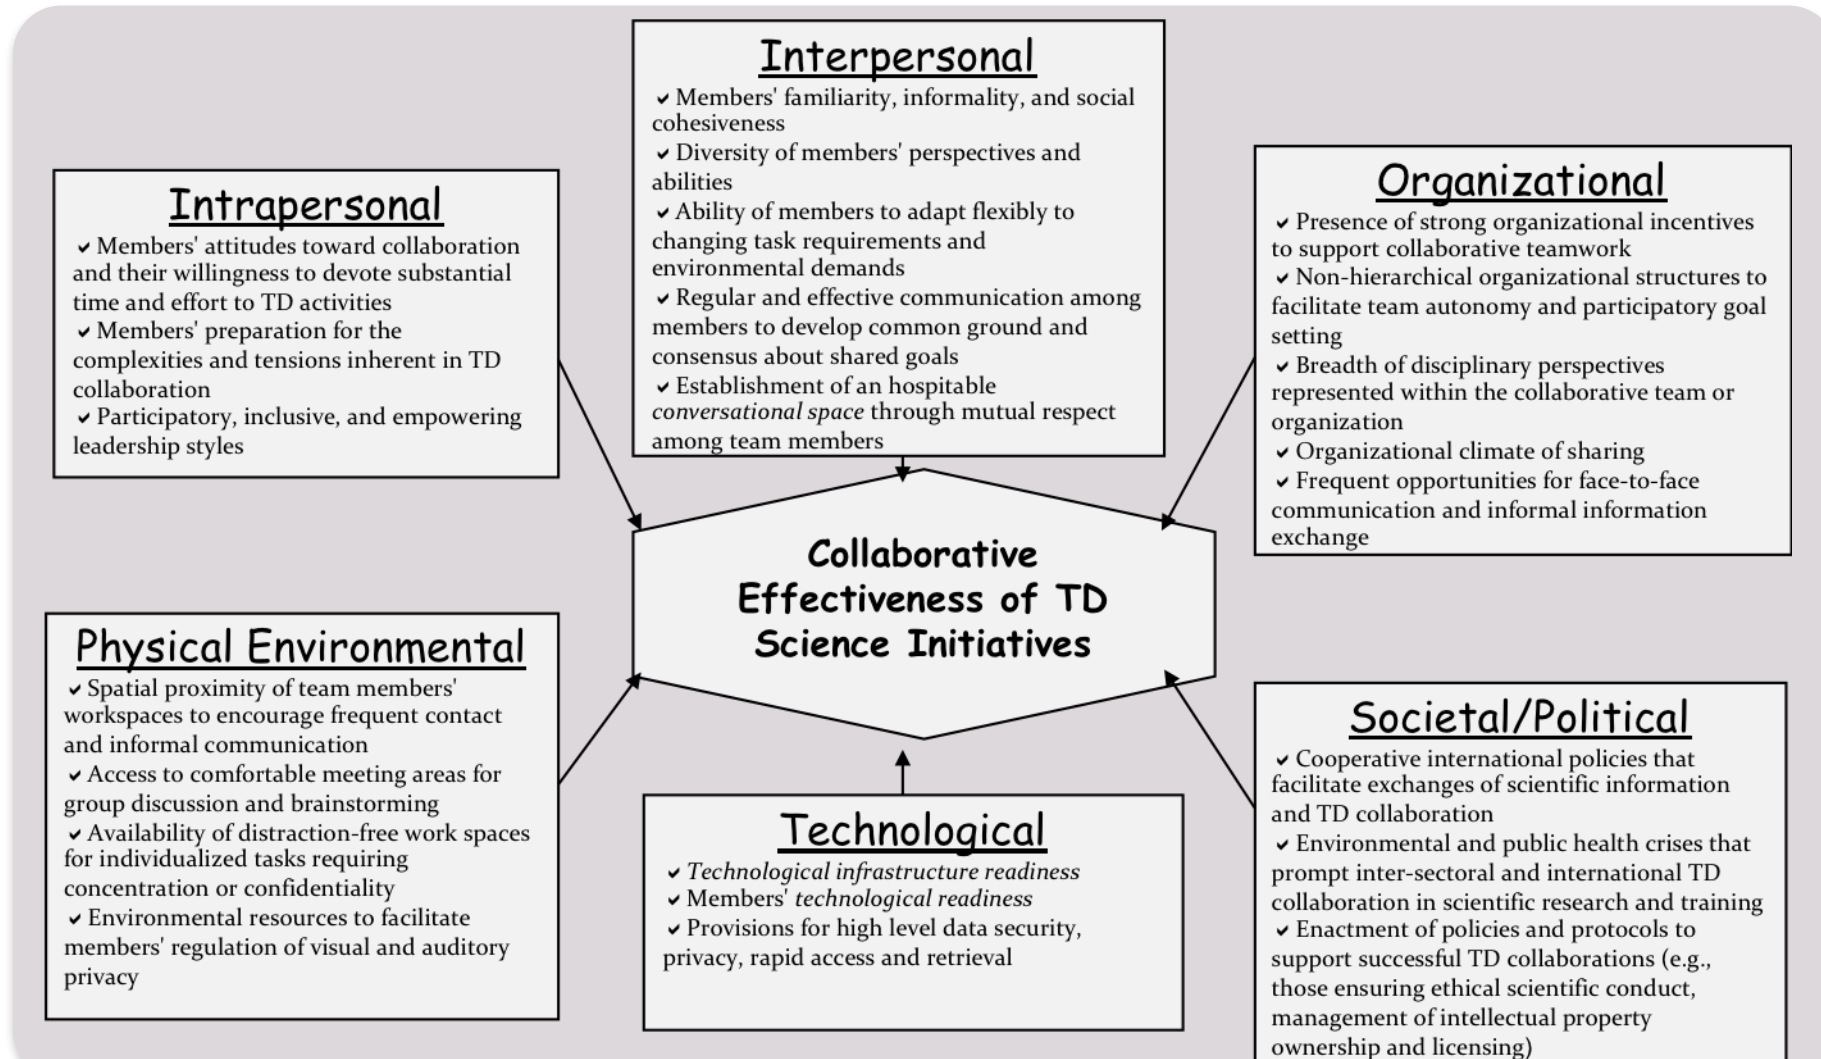 Interpersonal
✔Members' familiarity, informality, and social
cohesiveness
✔Diversity of members' perspectives and
abilities
✔Ability of members to adapt flexibly to
changing task requirements and
environmental demands
✔Regular and effective communication among
members to develop common ground and
consensus about shared goals
✔Establishment of an hospitable
conversational space through mutual respect
among team members
Intrapersonal
✔Members' attitudes toward collaboration
and their willingness to devote substantial
time and effort to TD activities
✔Members' preparation for the
complexities and tensions inherent in TD
collaboration
✔Participatory, inclusive, and empowering
leadership styles
Organizational
✔Presence of strong organizational incentives
to support collaborative teamwork
✔Non-hierarchical organizational structures to
facilitate team autonomy and participatory goal
setting
✔Breadth of disciplinary perspectives
represented within the collaborative team or
organization
✔Organizational climate of sharing
✔Frequent opportunities for face-to-face
communication and informal information
exchange
Collaborative
Effectiveness of TD
Science Initiatives
Physical Environmental
✔Spatial proximity of team members'
workspaces to encourage frequent contact
and informal communication
✔Access to comfortable meeting areas for
group discussion and brainstorming
✔Availability of distraction-free work spaces
for individualized tasks requiring
concentration or confidentiality
✔Environmental resources to facilitate
members' regulation of visual and auditory
privacy
Technological
✔Technological infrastructure readiness
✔Members' technological readiness
✔Provisions for high level data security,
privacy, rapid access and retrieval
Societal/Political
✔Cooperative international policies that
facilitate exchanges of scientific information
and TD collaboration
✔Environmental and public health crises that
prompt inter-sectoral and international TD
collaboration in scientific research and training
✔Enactment of policies and protocols to
support successful TD collaborations (e.g.,
those ensuring ethical scientific conduct,
management of intellectual property
ownership and licensing)